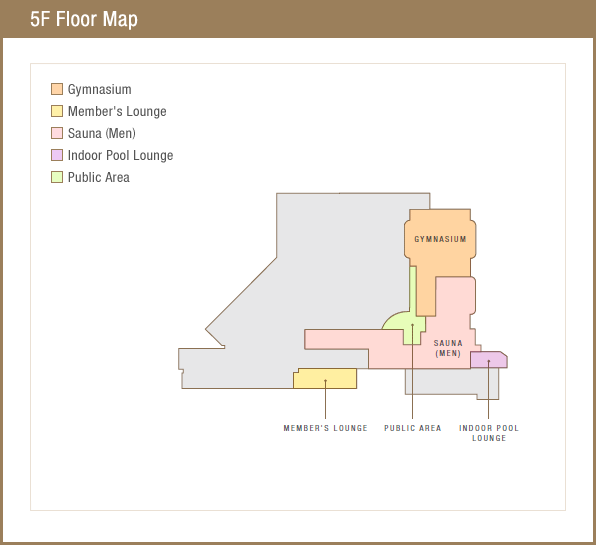 5F Floor Map
Gymnasium
Member's Lounge
Sauna (Men)
Indoor Pool Lounge
Public Area
GYMNASIUM
SAUNA
(MEN)
MEMBER'S LOUNGE
PUBLIC AREA
INDOOR POOL
LOUNGE